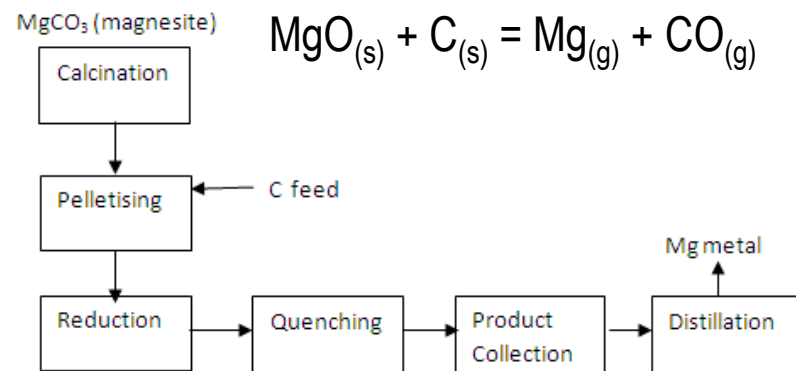 MgCO₃ (magnesite)
MgO(s) + C(s) = Mg(g) + CO(g)
Calcination
Pelletising
C feed
Mg metal
Reduction
Quenching
Product
Collection
Distillation